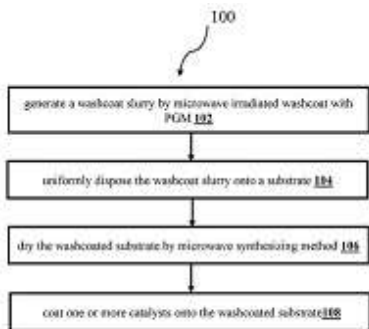 100
generate a washcoat slurry by microwave irradiated washcoat with
PGM 102
uniformly dispose the washcoat slurry onto a substrate 104
dry the washcoated substrate by microwave synthesizing method 106
coat one or more catalysts onto the washcoated substrate108